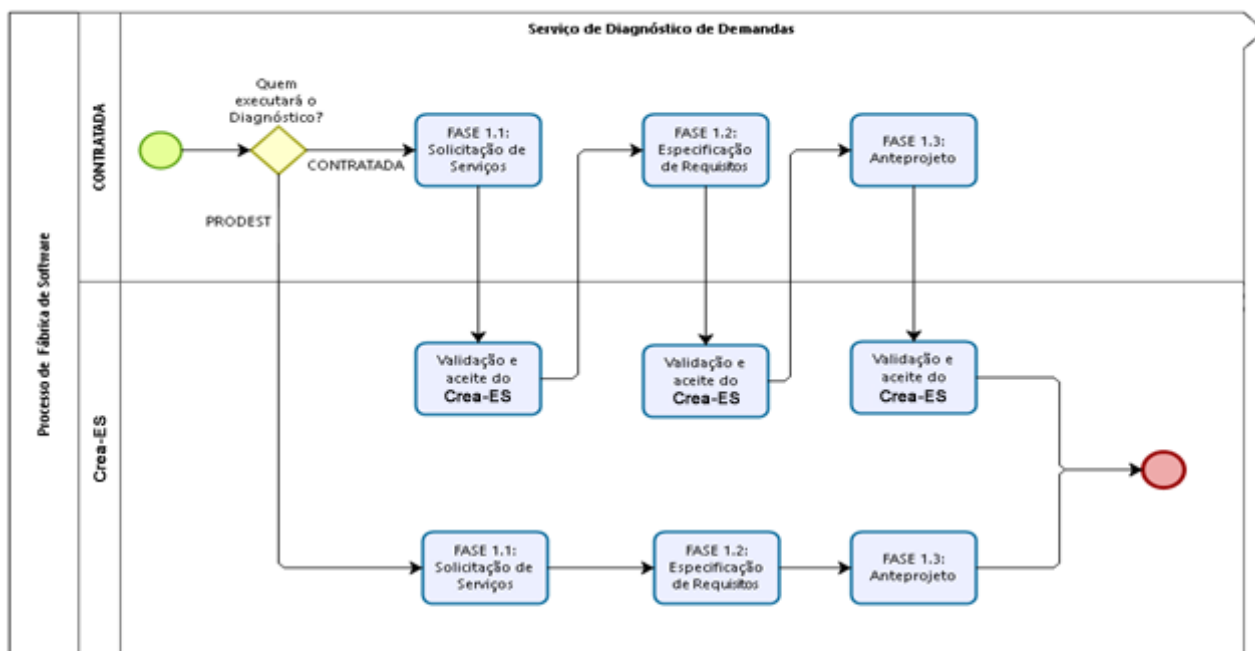 Serviço de Diagnóstico de Demandas
Processo de Fábrica de Software
CONTRATADA
Quem
executará o
Diagnóstico?
CONTRATADA
PRODEST
FASE 1.1:
Solicitação de
Serviços
FASE 1.2:
Especificação
de Requisitos
FASE 1.3:
Anteprojeto
Crea-ES
Validação e
aceite do
Crea-ES
Validação e
aceite do
Crea-ES
Validação e
aceite do
Crea-ES
FASE 1.1:
Solicitação de
Serviços
FASE 1.2:
Especificação
de Requisitos
FASE 1.3:
Anteprojeto